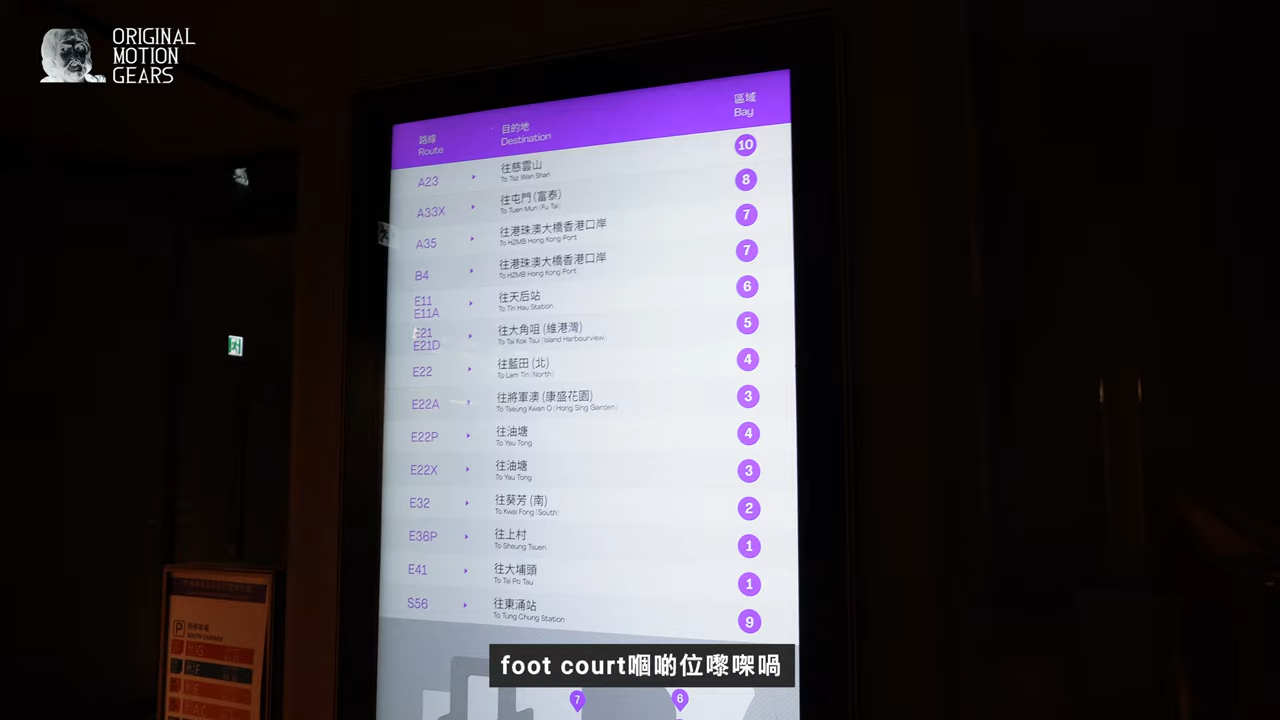 ORIGINAL
MOTION
GEARS
路線
Route
目的地
Destination
區域
Bay
A23
往慈雲山
To Tsz Wan Shan
10
A33X
往屯門 (富泰)
To Tuen Mun (Fu Tai)
8
A35
往港珠澳大橋香港口岸
To HZMB Hong Kong Port
7
B4
往港珠澳大橋香港口岸
To HZMB Hong Kong Port
7
E11
E11A
往天后站
To Tin Hau Station
6
E21
E21D
往大角咀 (維港灣)
To Tai Kok Tsui (Island Harbourview)
5
E22
往藍田 (北)
To Lam Tin (North)
4
E22A
往將軍澳 (康盛花園)
To Tseung Kwan O (Hong Sing Garden)
3
E22P
往油塘
To Yau Tong
4
E22X
往油塘
To Yau Tong
3
E32
往葵芳 (南)
To Kwai Fong (South)
2
E36P
往上村
To Sheung Tsuen
1
E41
往大埔頭
To Tai Po Tau
1
S56
往東涌站
To Tung Chung Station
9
7
6
P
foot court嗰啲位嚟㗎喎